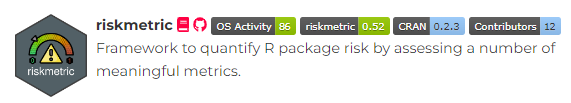 riskmetric OS Activity 86 riskmetric 0.52 CRAN 0.2.3 Contributors 12
Framework to quantify R package risk by assessing a number of
meaningful metrics.
riskmetric